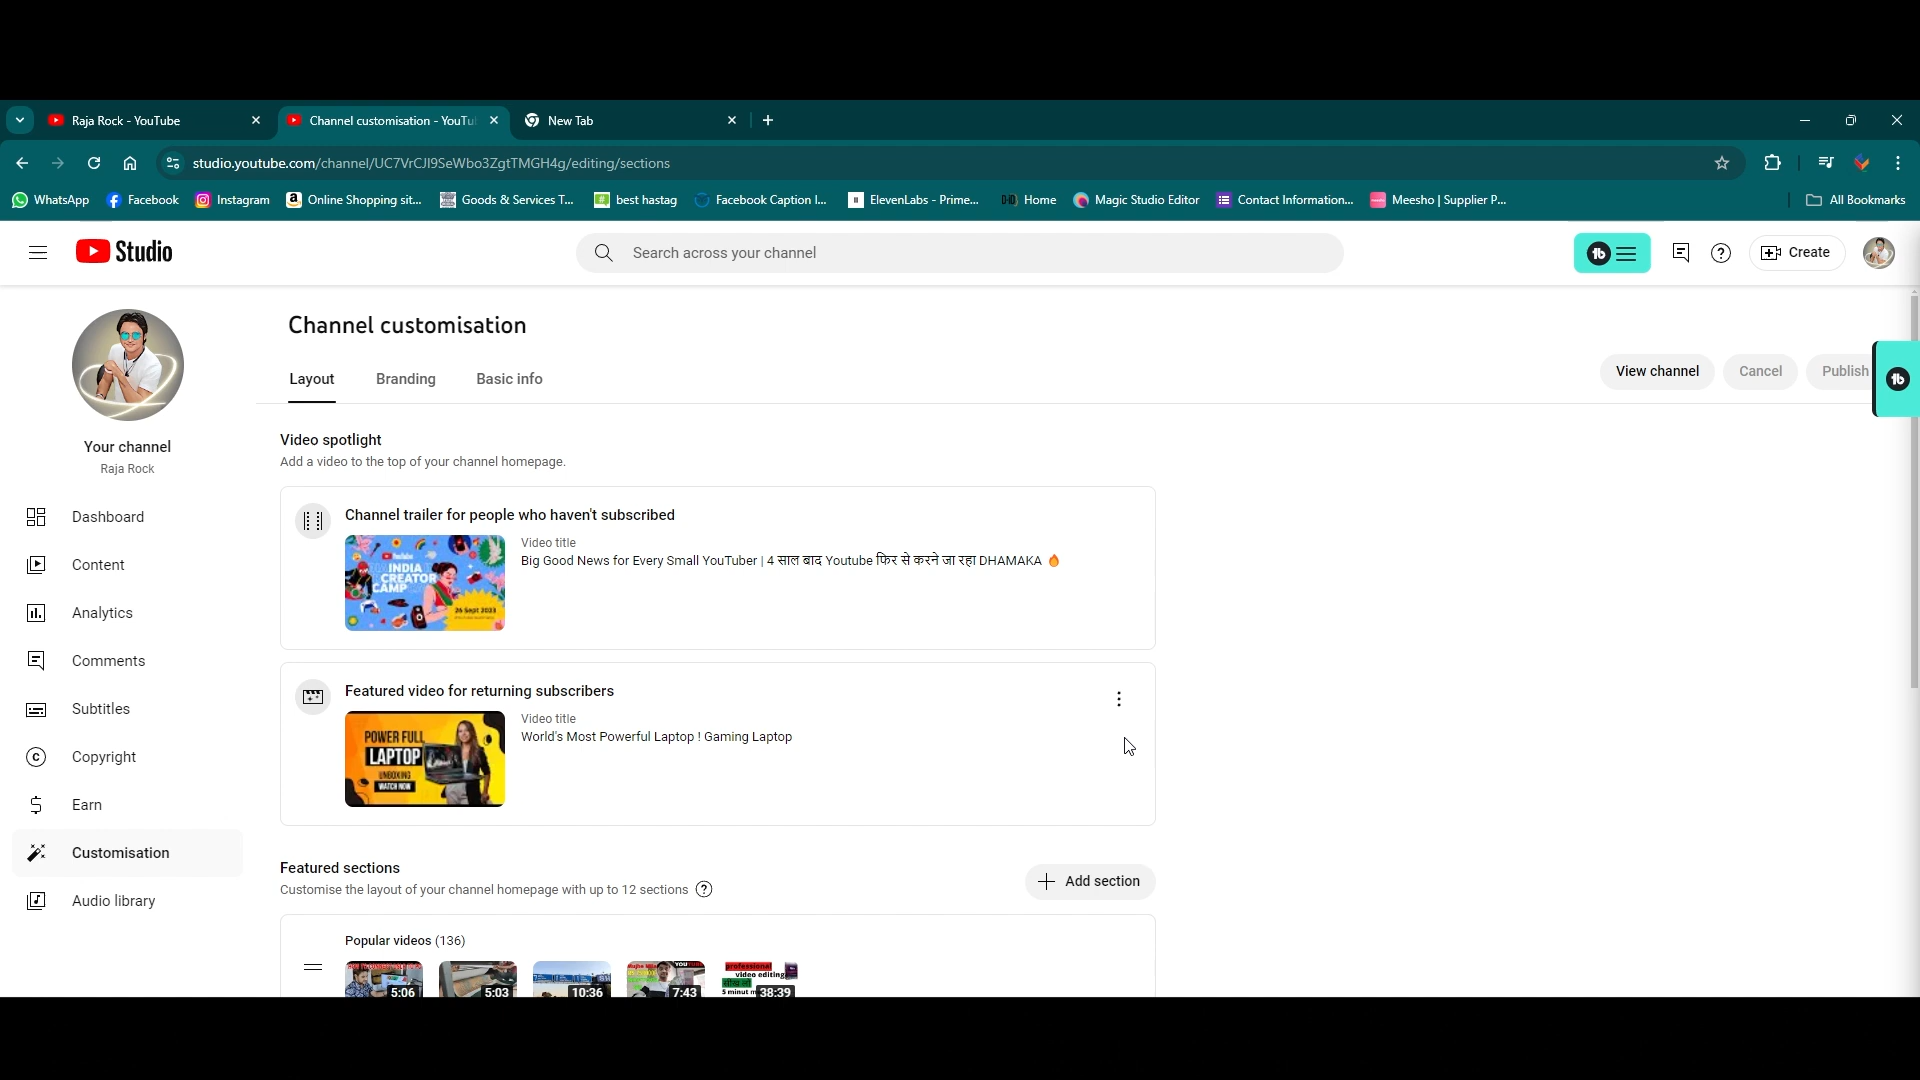 Raja Rock - YouTube
Channel customisation - YouTu
New Tab
studio.youtube.com/channel/UC7VrCJI9SeWbo3ZgtTMGH4g/editing/sections
WhatsApp
Facebook
Instagram
Online Shopping sit...
Goods & Services T...
best hastag
Facebook Caption I...
ElevenLabs - Prime...
Home
Magic Studio Editor
Contact Information...
Meesho | Supplier P...
All Bookmarks
Studio
Search across your channel
Create
Channel customisation
Layout
Branding
Basic info
View channel
Cancel
Publish
Your channel
Raja Rock
Dashboard
Content
Analytics
Comments
Subtitles
Copyright
Earn
Customisation
Audio library
Video spotlight
Add a video to the top of your channel homepage.
Channel trailer for people who haven't subscribed
INDIA
CREATOR
CAMP
26 Sept 2023
Video title
Big Good News for Every Small YouTuber | 4 साल बाद Youtube फिर से करने जा रहा DHAMAKA 🔥
Featured video for returning subscribers
POWER FULL
LAPTOP
UNBOXING
WATCH NOW
Video title
World's Most Powerful Laptop ! Gaming Laptop
Featured sections
Customise the layout of your channel homepage with up to 12 sections
Add section
Popular videos (136)
5:06
5:03
10:36
7:43
professional
video editing
38:39